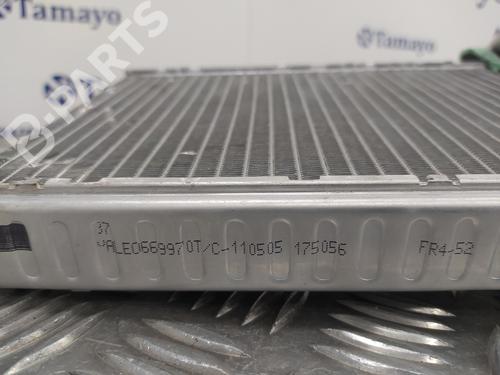 Tamayo
Tamayo
B-PARTS
37
VALEO669970T/C-110505 175056 FR4-52